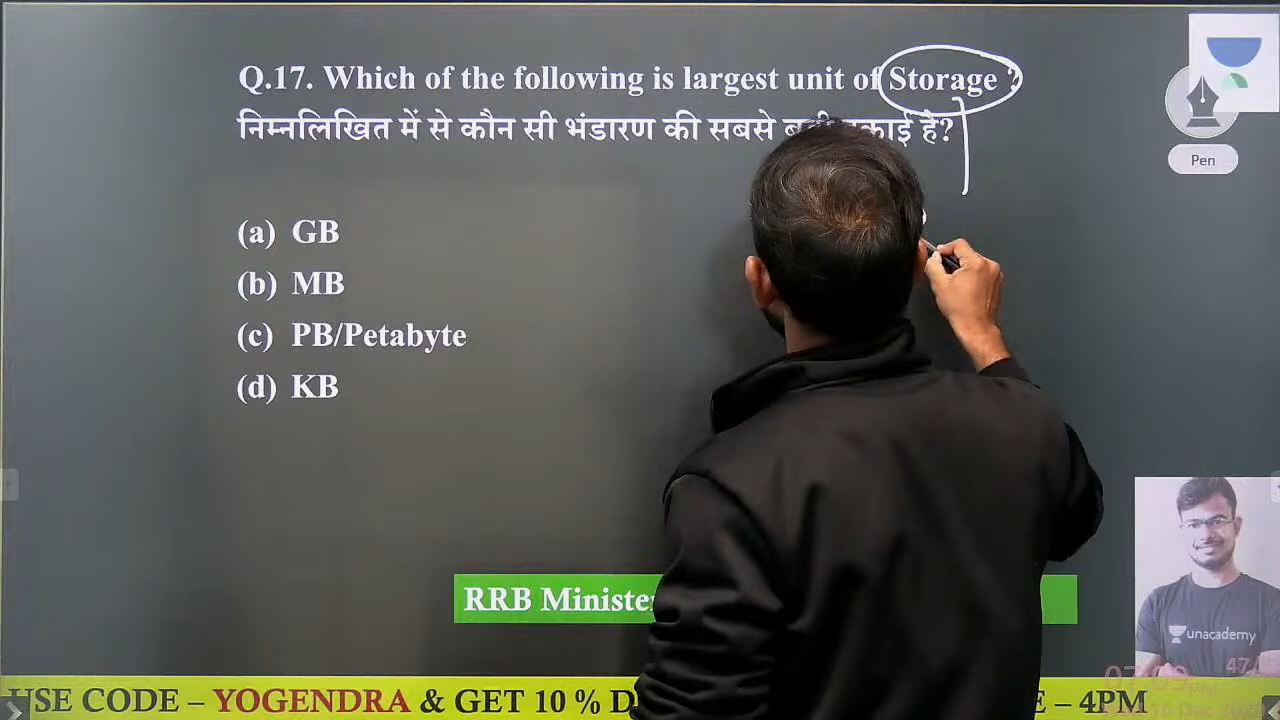 Q.17. Which of the following is largest unit of Storage ?
निम्नलिखित में से कौन सी भंडारण की सबसे है?
Pen
(a) GB
(b) MB
(c) PB/Petabyte
(d) KB
RRB
unacademy
USE CODE – YOGENDRA & GET 10 %
– 4PM